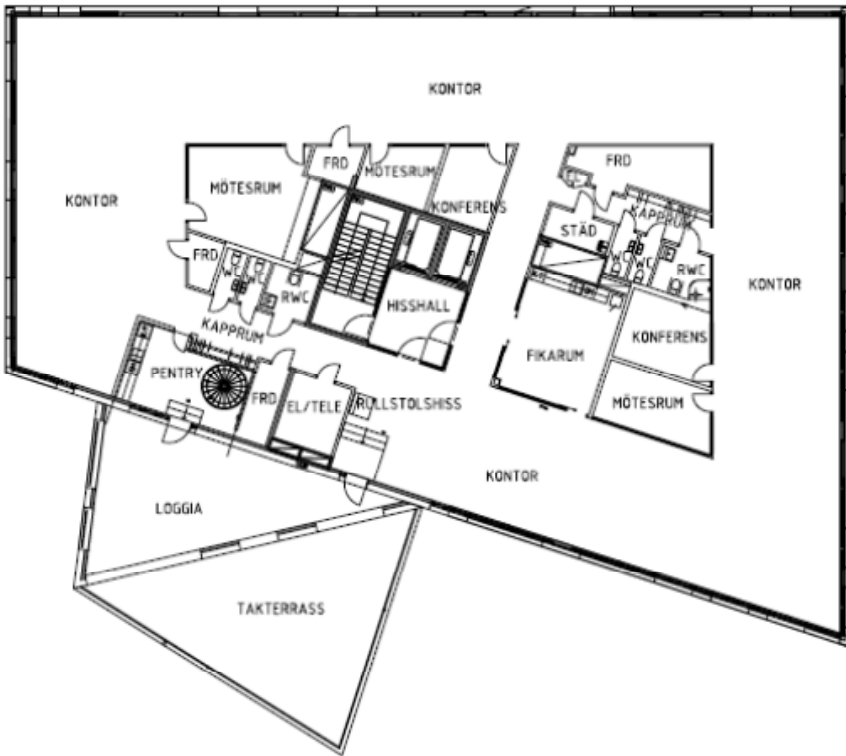 KONTOR
FRD
MÖTESRUM
FRD
MÖTESRUM
KONTOR
KONFERENS
KAPPRUM
STÄD
FRD
WC
WC
WC
WC
RWC
RWC
KONTOR
HISSHALL
KAPPRUM
KONFERENS
FIKARUM
PENTRY
FRD
EL/TELE
RULLSTOLSHISS
MÖTESRUM
KONTOR
LOGGIA
TAKTERRASS